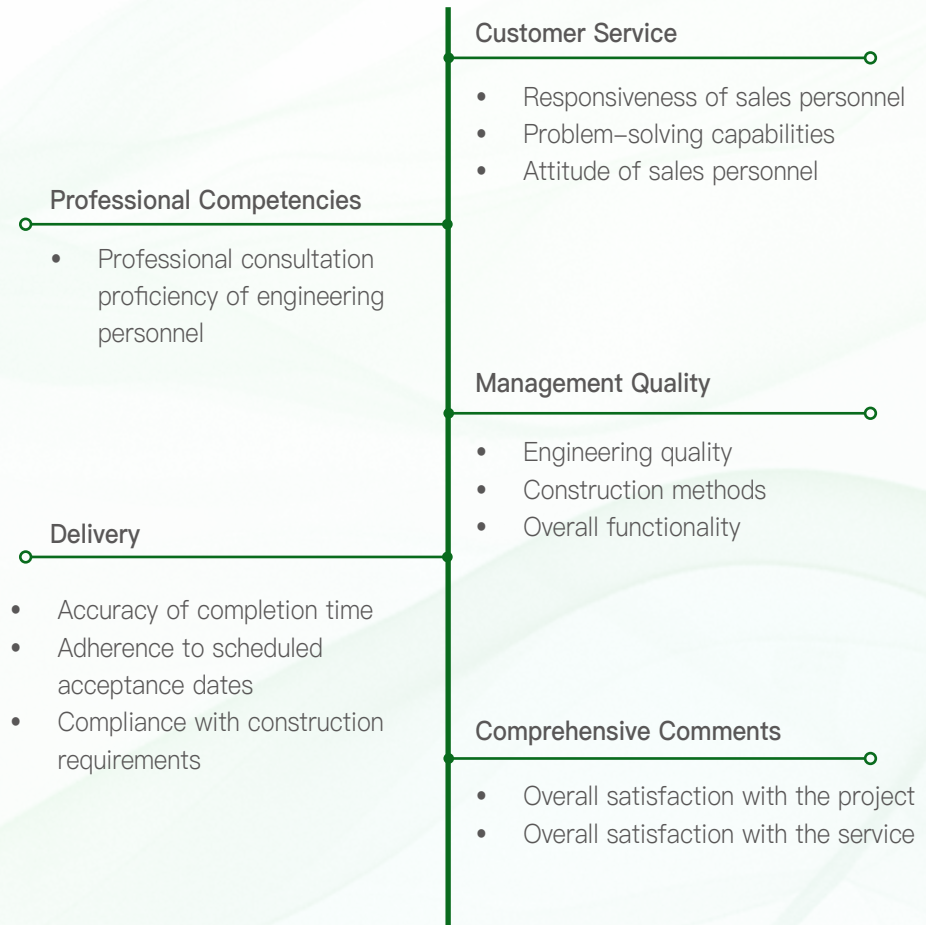 Customer Service
• Responsiveness of sales personnel
• Problem-solving capabilities
• Attitude of sales personnel
Professional Competencies
• Professional consultation
proficiency of engineering
personnel
Management Quality
• Engineering quality
• Construction methods
• Overall functionality
Delivery
• Accuracy of completion time
• Adherence to scheduled
acceptance dates
• Compliance with construction
requirements
Comprehensive Comments
• Overall satisfaction with the project
• Overall satisfaction with the service